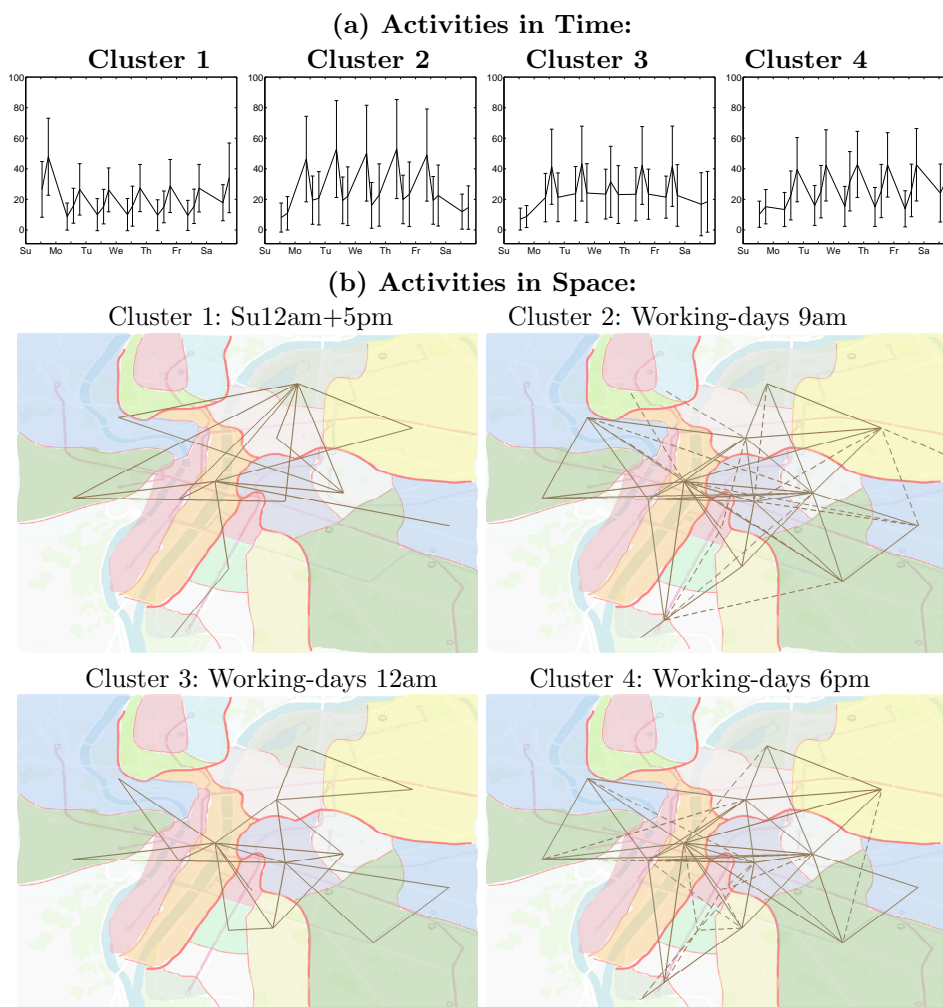 (a) Activities in Time:
Cluster 1 Cluster 2 Cluster 3 Cluster 4
100 100 100 100
80 80 80 80
60 60 60 60
40 40 40 40
20 20 20 20
0 0 0 0
Su Mo Tu We Th Fr Sa Su Mo Tu We Th Fr Sa Su Mo Tu We Th Fr Sa Su Mo Tu We Th Fr Sa
(b) Activities in Space:
Cluster 1: Su12am+5pm Cluster 2: Working-days 9am
Cluster 3: Working-days 12am Cluster 4: Working-days 6pm